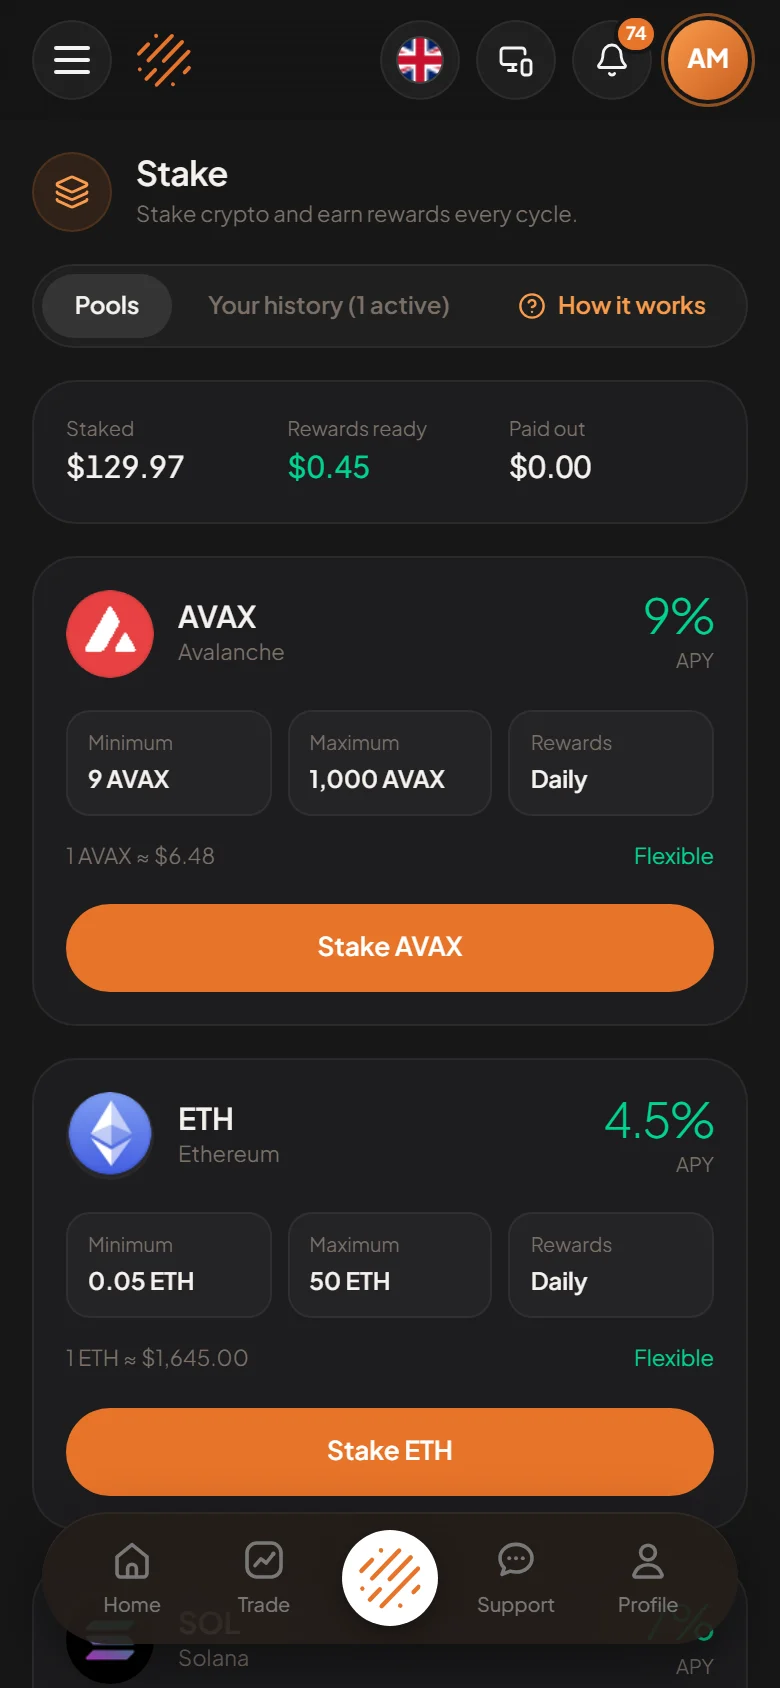 74
AM
Stake
Stake crypto and earn rewards every cycle.
Pools
Your history (1 active)
How it works
Staked
Rewards ready
Paid out
$129.97
$0.45
$0.00
AVAX
9%
Avalanche
APY
Minimum
Maximum
Rewards
9 AVAX
1,000 AVAX
Daily
1 AVAX ≈ $6.48
Flexible
Stake AVAX
ETH
4.5%
Ethereum
APY
Minimum
Maximum
Rewards
0.05 ETH
50 ETH
Daily
1 ETH ≈ $1,645.00
Flexible
Stake ETH
Home
Trade
Support
Profile
SOL
7%
Solana
APY